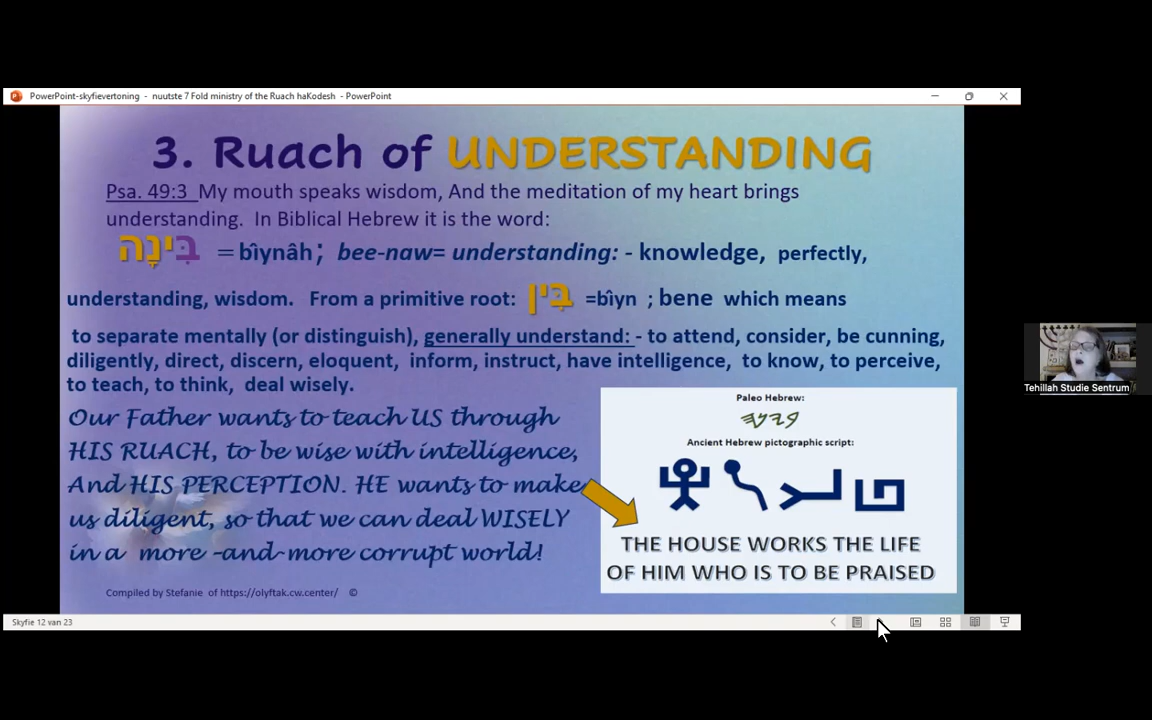 PowerPoint-skyfievertoning - nuutste 7 Fold ministry of the Ruach haKodesh - PowerPoint
3. Ruach of UNDERSTANDING
Psa. 49:3 My mouth speaks wisdom, And the meditation of my heart brings
understanding. In Biblical Hebrew it is the word:
בִּינָה = bîynâh; bee-naw= understanding: - knowledge, perfectly,
understanding, wisdom. From a primitive root: בִּין =bîyn ; bene which means
to separate mentally (or distinguish), generally understand: - to attend, consider, be cunning,
diligently, direct, discern, eloquent, inform, instruct, have intelligence, to know, to perceive,
to teach, to think, deal wisely.
Our Father wants to teach US through
HIS RUACH, to be wise with intelligence,
And HIS PERCEPTION. HE wants to make
us diligent, so that we can deal WISELY
in a more -and-more corrupt world!
Compiled by Stefanie of https://olyftak.cw.center/ ©
Paleo Hebrew:
Ancient Hebrew pictographic script:
THE HOUSE WORKS THE LIFE
OF HIM WHO IS TO BE PRAISED
Tehillah Studie Sentrum
Skyfie 12 van 23